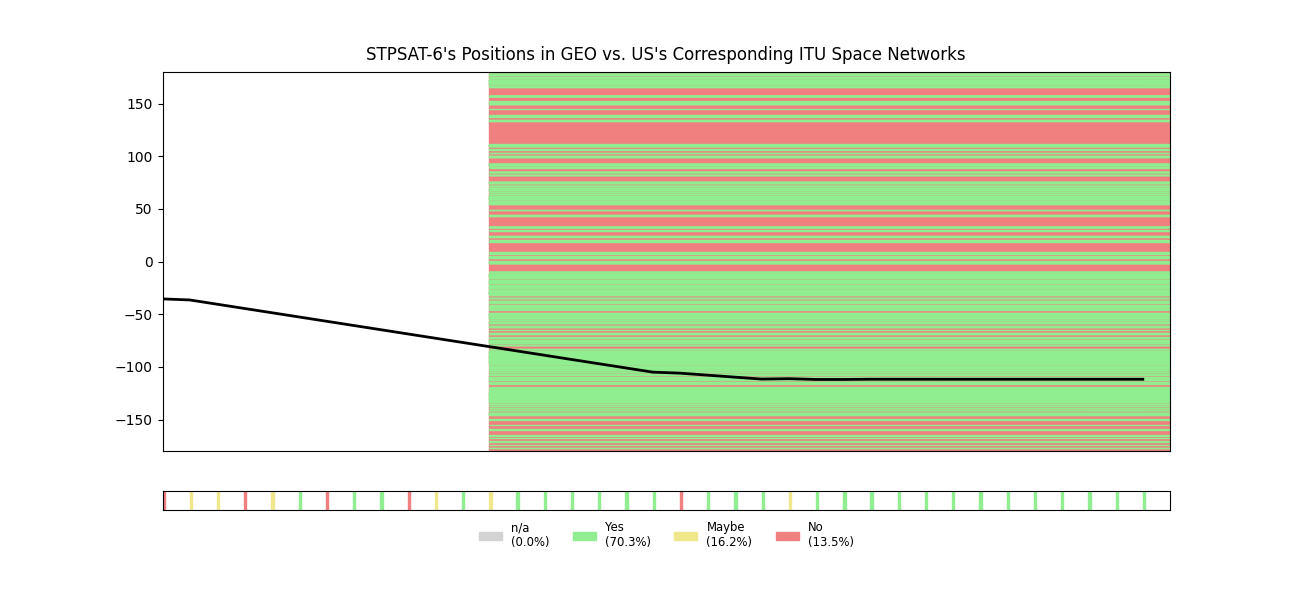 STPSAT-6's Positions in GEO vs. US's Corresponding ITU Space Networks
150
100
50
0
−50
−100
−150
n/a
(0.0%)
Yes
(70.3%)
Maybe
(16.2%)
No
(13.5%)